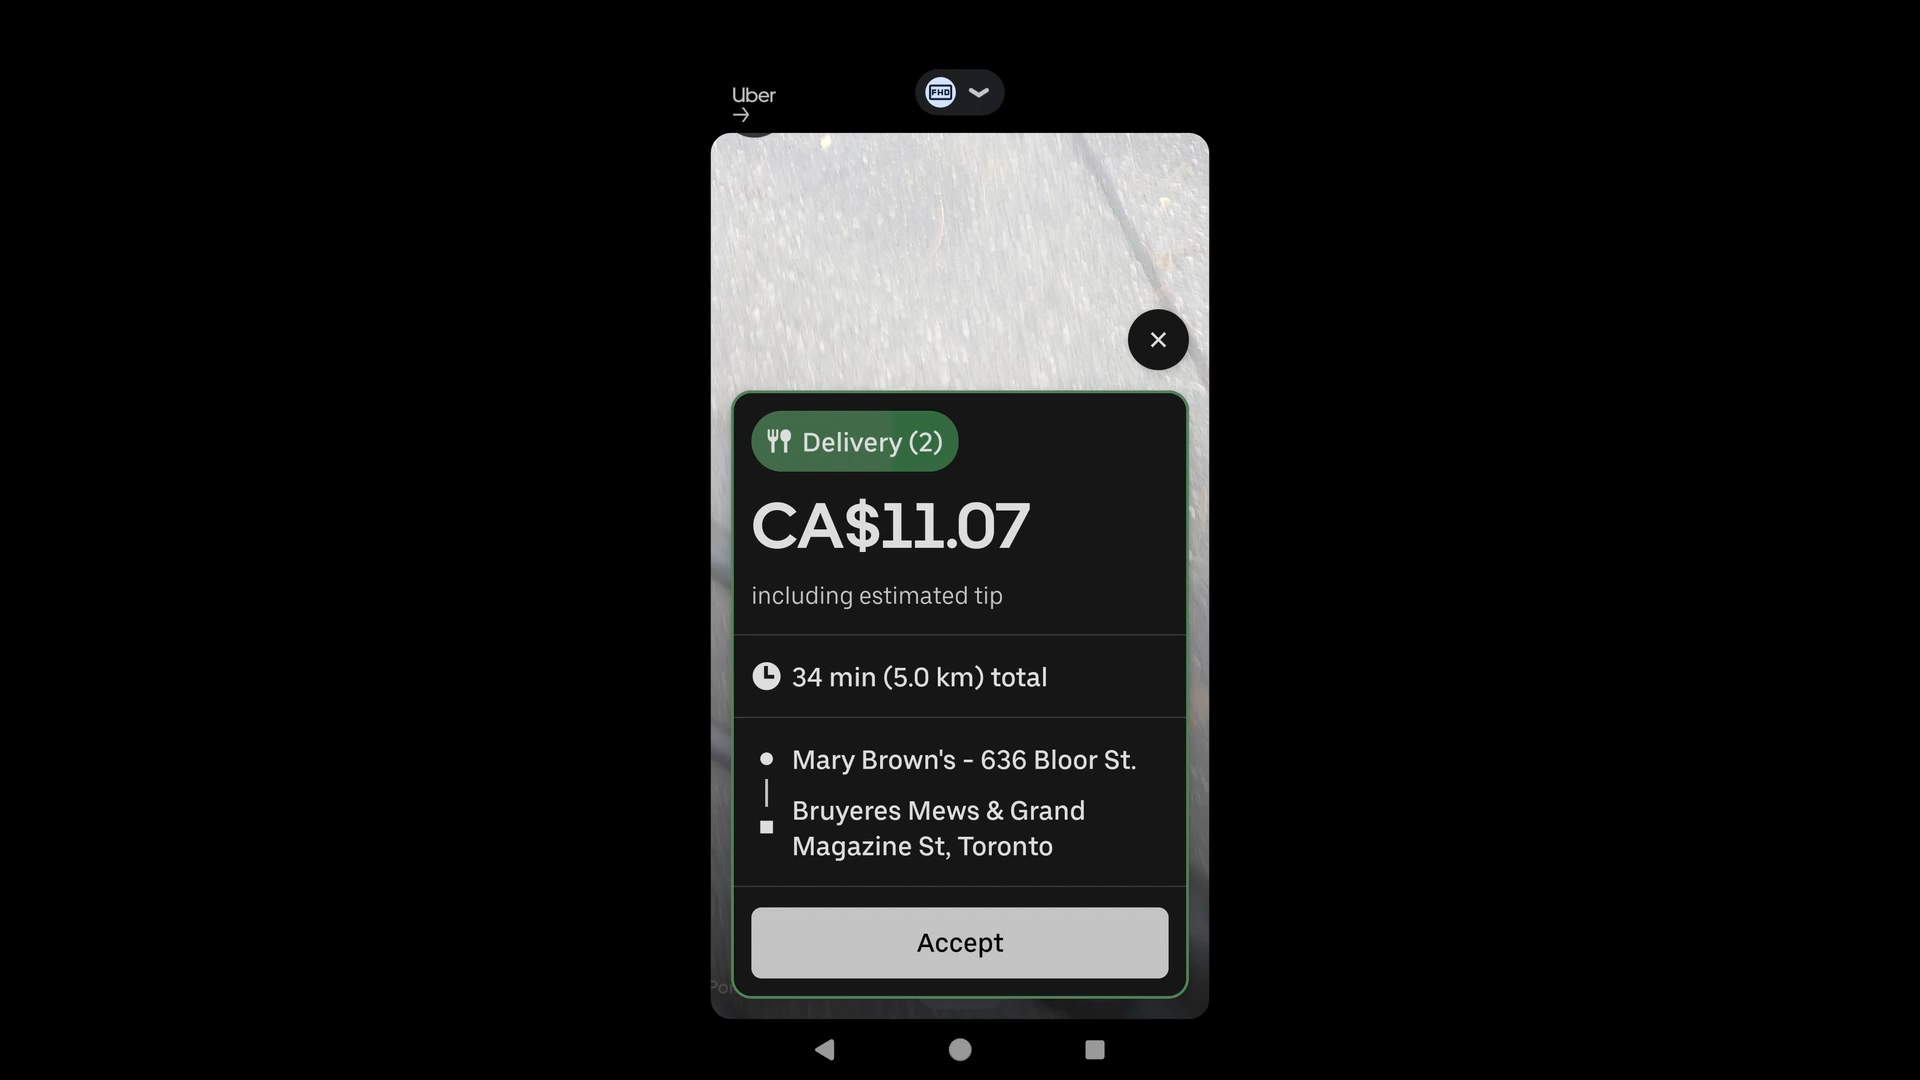 Uber
FHD
Delivery (2)
CA$11.07
including estimated tip
34 min (5.0 km) total
Mary Brown's - 636 Bloor St.
Bruyeres Mews & Grand
Magazine St, Toronto
Accept